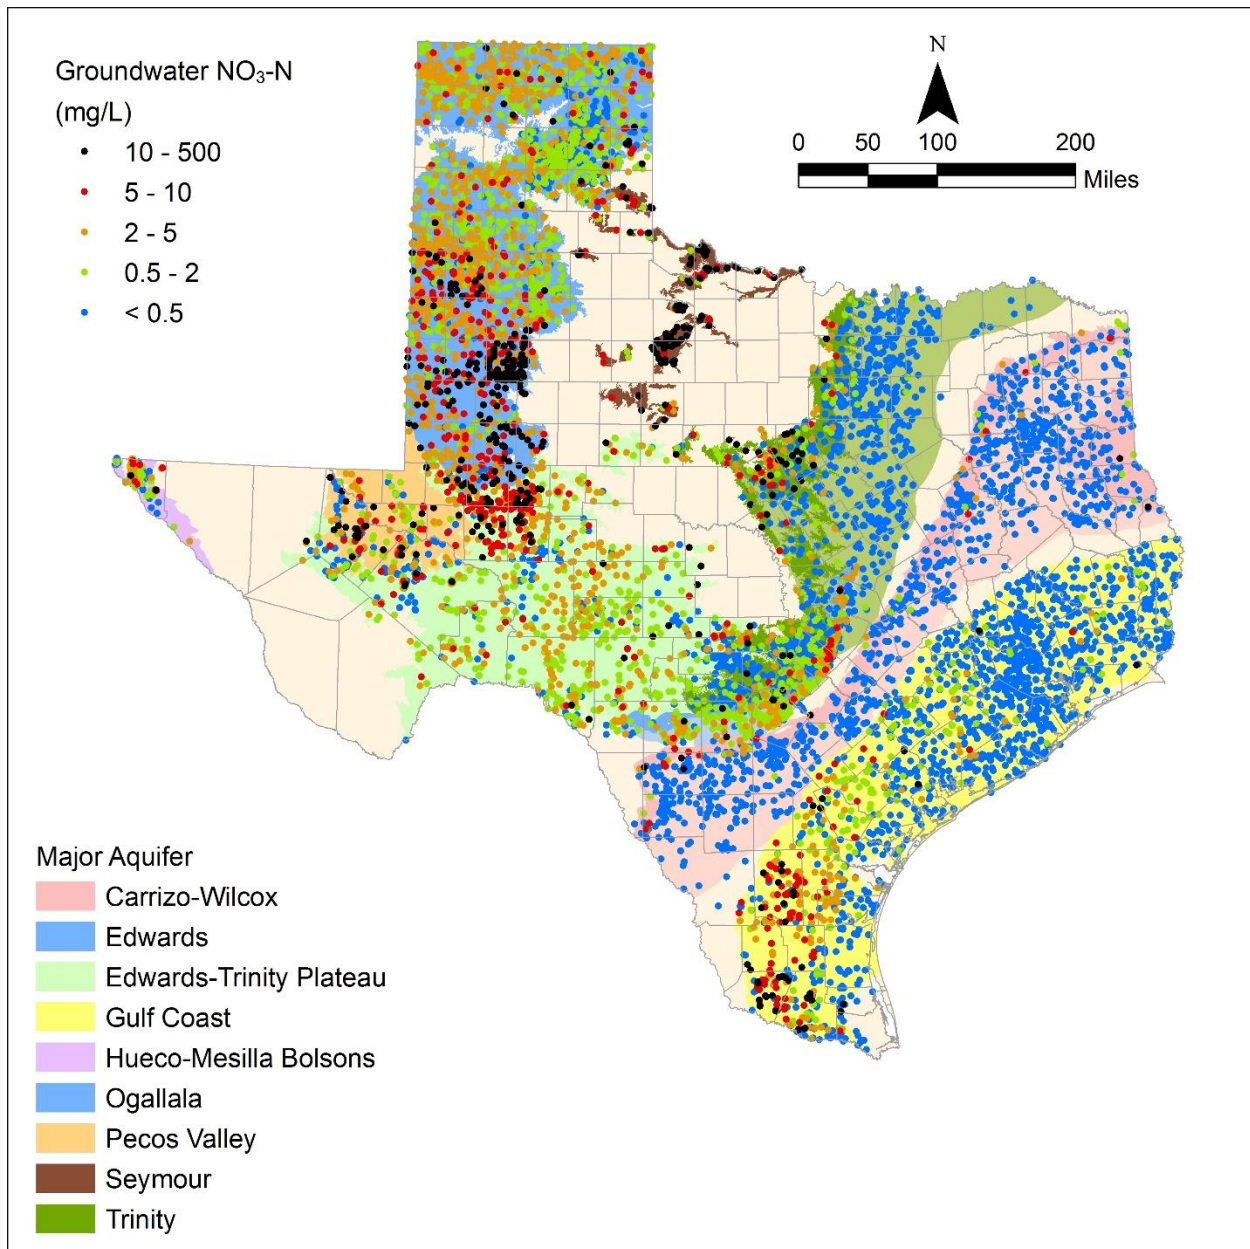 Groundwater NO₃-N
(mg/L)
10 - 500
5 - 10
2 - 5
0.5 - 2
< 0.5
N
0 50 100 200
Miles
Major Aquifer
Carrizo-Wilcox
Edwards
Edwards-Trinity Plateau
Gulf Coast
Hueco-Mesilla Bolsons
Ogallala
Pecos Valley
Seymour
Trinity